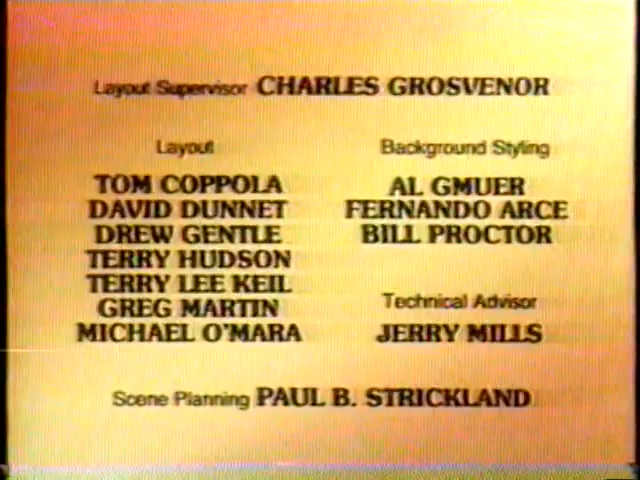 Layout Supervisor CHARLES GROSVENOR
Layout
TOM COPPOLA
DAVID DUNNET
DREW GENTLE
TERRY HUDSON
TERRY LEE KEIL
GREG MARTIN
MICHAEL O'MARA
Background Styling
AL GMUER
FERNANDO ARCE
BILL PROCTOR
Technical Advisor
JERRY MILLS
Scene Planning PAUL B. STRICKLAND